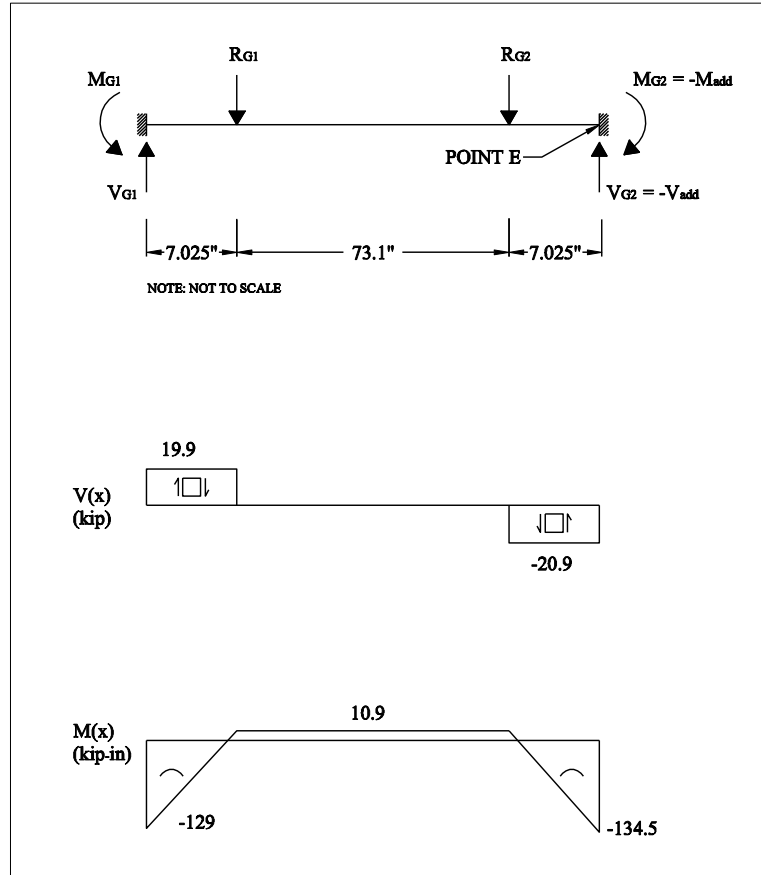 RG1 RG2
MG1 MG2 = -Madd
POINT E
VG1 VG2 = -Vadd
7.025" 73.1" 7.025"
NOTE: NOT TO SCALE
19.9
V(x)
(kip)
-20.9
10.9
M(x)
(kip-in)
-129 -134.5